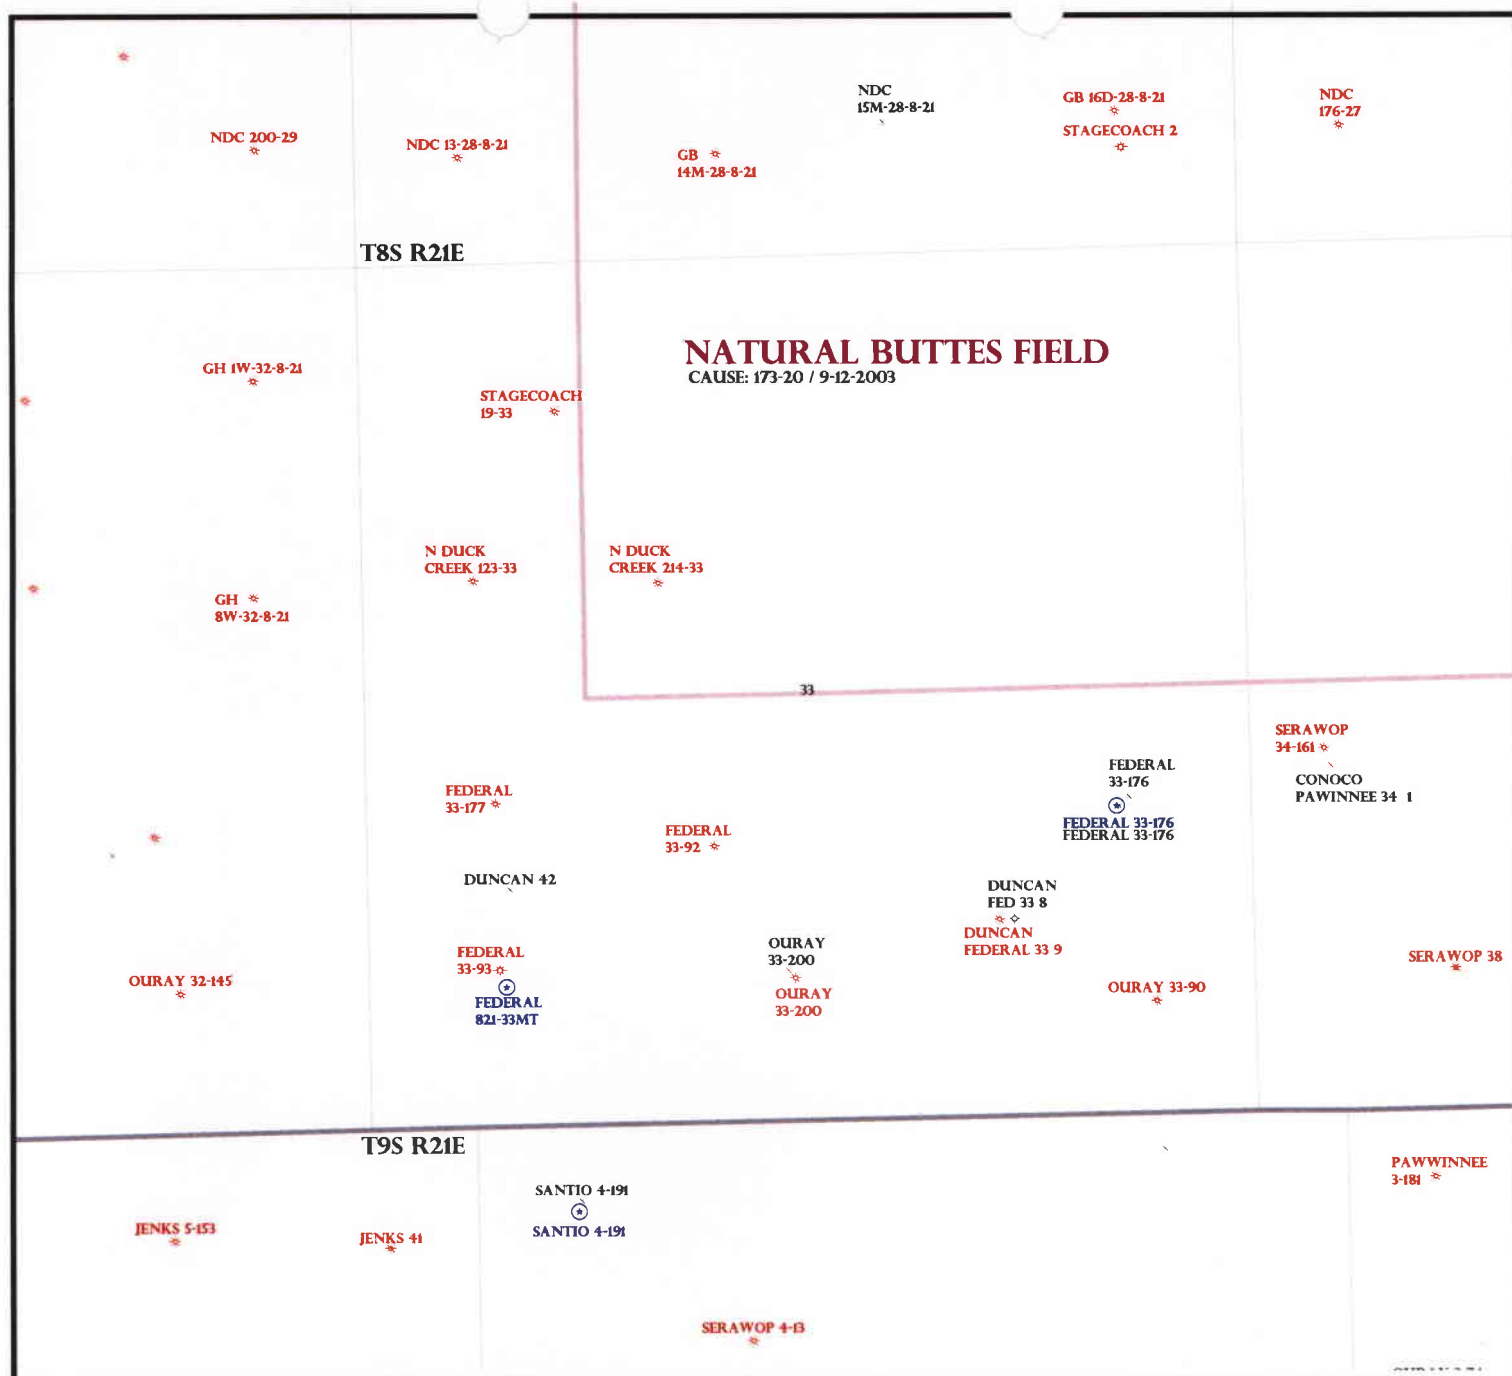 NDC
15M-28-8-21
GB 16D-28-8-21
STAGECOACH 2
NDC
176-27
NDC 200-29
NDC 13-28-8-21
GB
14M-28-8-21
T8S R21E
NATURAL BUTTES FIELD
CAUSE: 173-20 / 9-12-2003
GH 1W-32-8-21
STAGECOACH
19-33
N DUCK
CREEK 123-33
N DUCK
CREEK 214-33
GH
8W-32-8-21
33
SERAWOP
34-161
CONOCO
PAWINNEE 34 1
FEDERAL
33-176
FEDERAL 33-176
FEDERAL 33-176
FEDERAL
33-177
FEDERAL
33-92
DUNCAN 42
DUNCAN
FED 33 8
DUNCAN
FEDERAL 33 9
FEDERAL
33-93
FEDERAL
821-33MT
OURAY
33-200
OURAY
33-200
OURAY 32-145
OURAY 33-90
SERAWOP 38
T9S R21E
PAWWINNEE
3-181
SANTIO 4-191
SANTIO 4-191
JENKS 5-153
JENKS 41
SERAWOP 4-13